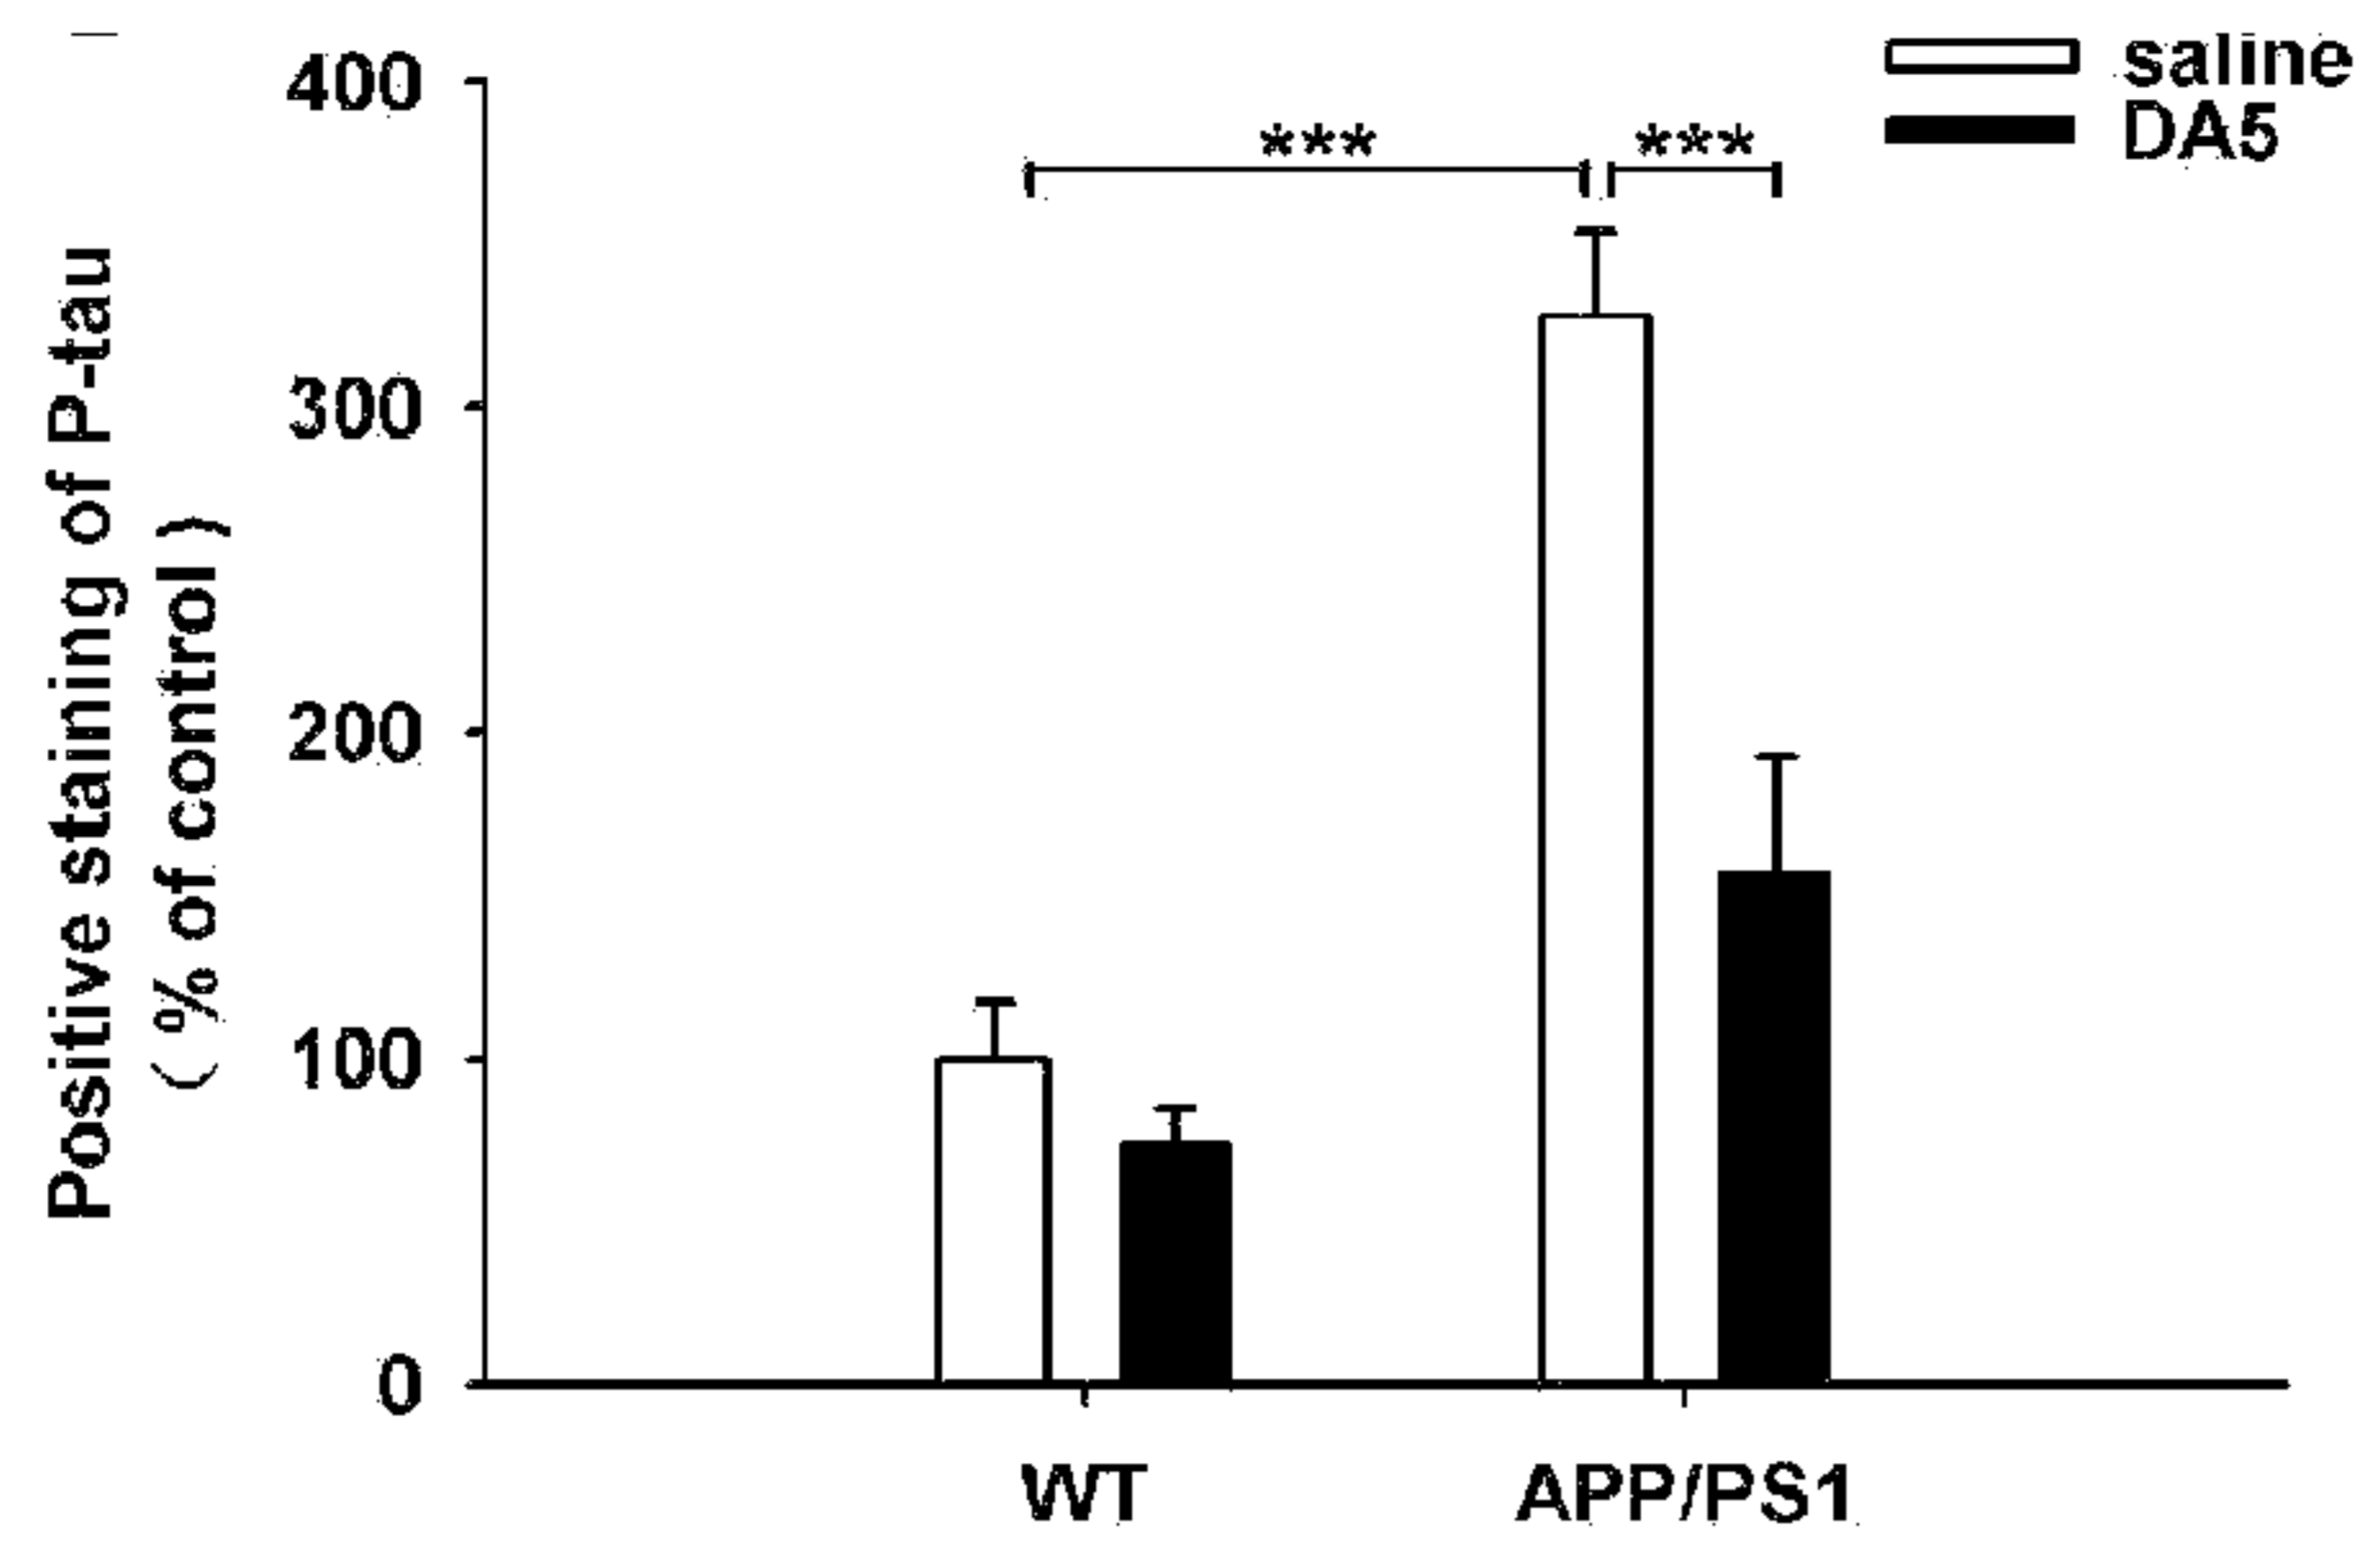 Positive staining of P-tau
( % of control )
400
300
200
100
0
saline
DA5
***
***
WT
APP/PS1